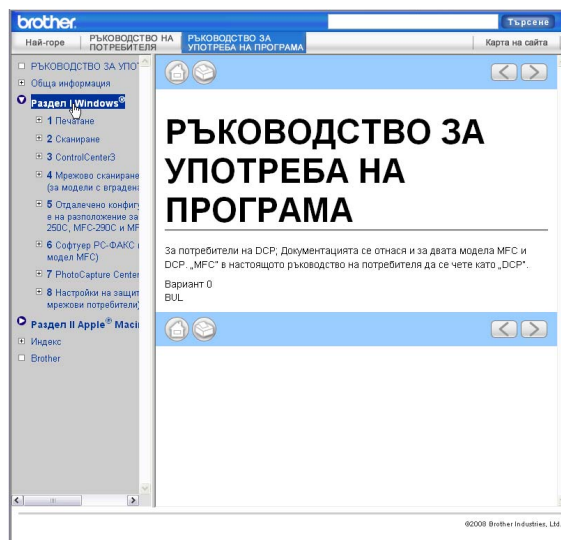 brother.
Търсене
Най-горе
РЪКОВОДСТВО НА
ПОТРЕБИТЕЛЯ
РЪКОВОДСТВО ЗА
УПОТРЕБА НА ПРОГРАМА
Карта на сайта
РЪКОВОДСТВО ЗА УПО
Обща информация
Раздел I Windows®
1 Печатане
2 Сканиране
3 ControlCenter3
4 Мрежово сканиране
(за модели с вграден
5 Отдалечено конфигу
е на разположение за
250C, MFC-290C и MF
6 Софтуер РС-ФАКС (
модел MFC)
7 PhotoCapture Center
8 Настройки на защит
мрежови потребители)
Раздел II Apple® Maci
Индекс
Brother
РЪКОВОДСТВО ЗА
УПОТРЕБА НА
ПРОГРАМА
За потребители на DCP; Документацията се отнася и за двата модела MFC и
DCP. „MFC" в настоящото ръководство на потребителя да се чете като „DCP".
Вариант 0
BUL
©2008 Brother Industries, Ltd.